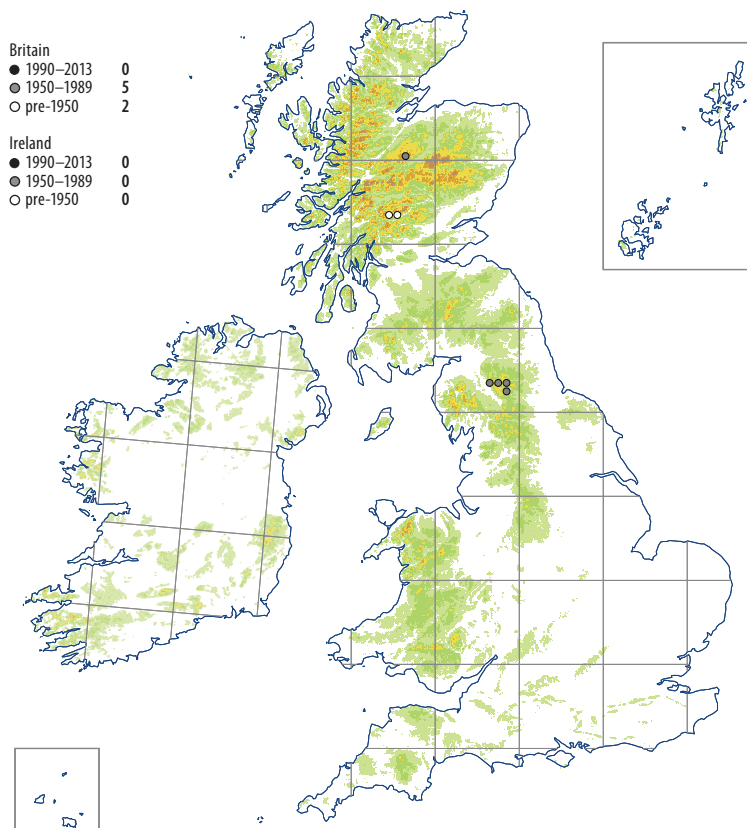 Britain
● 1990–2013 0
● 1950–1989 5
○ pre-1950 2
Ireland
● 1990–2013 0
● 1950–1989 0
○ pre-1950 0